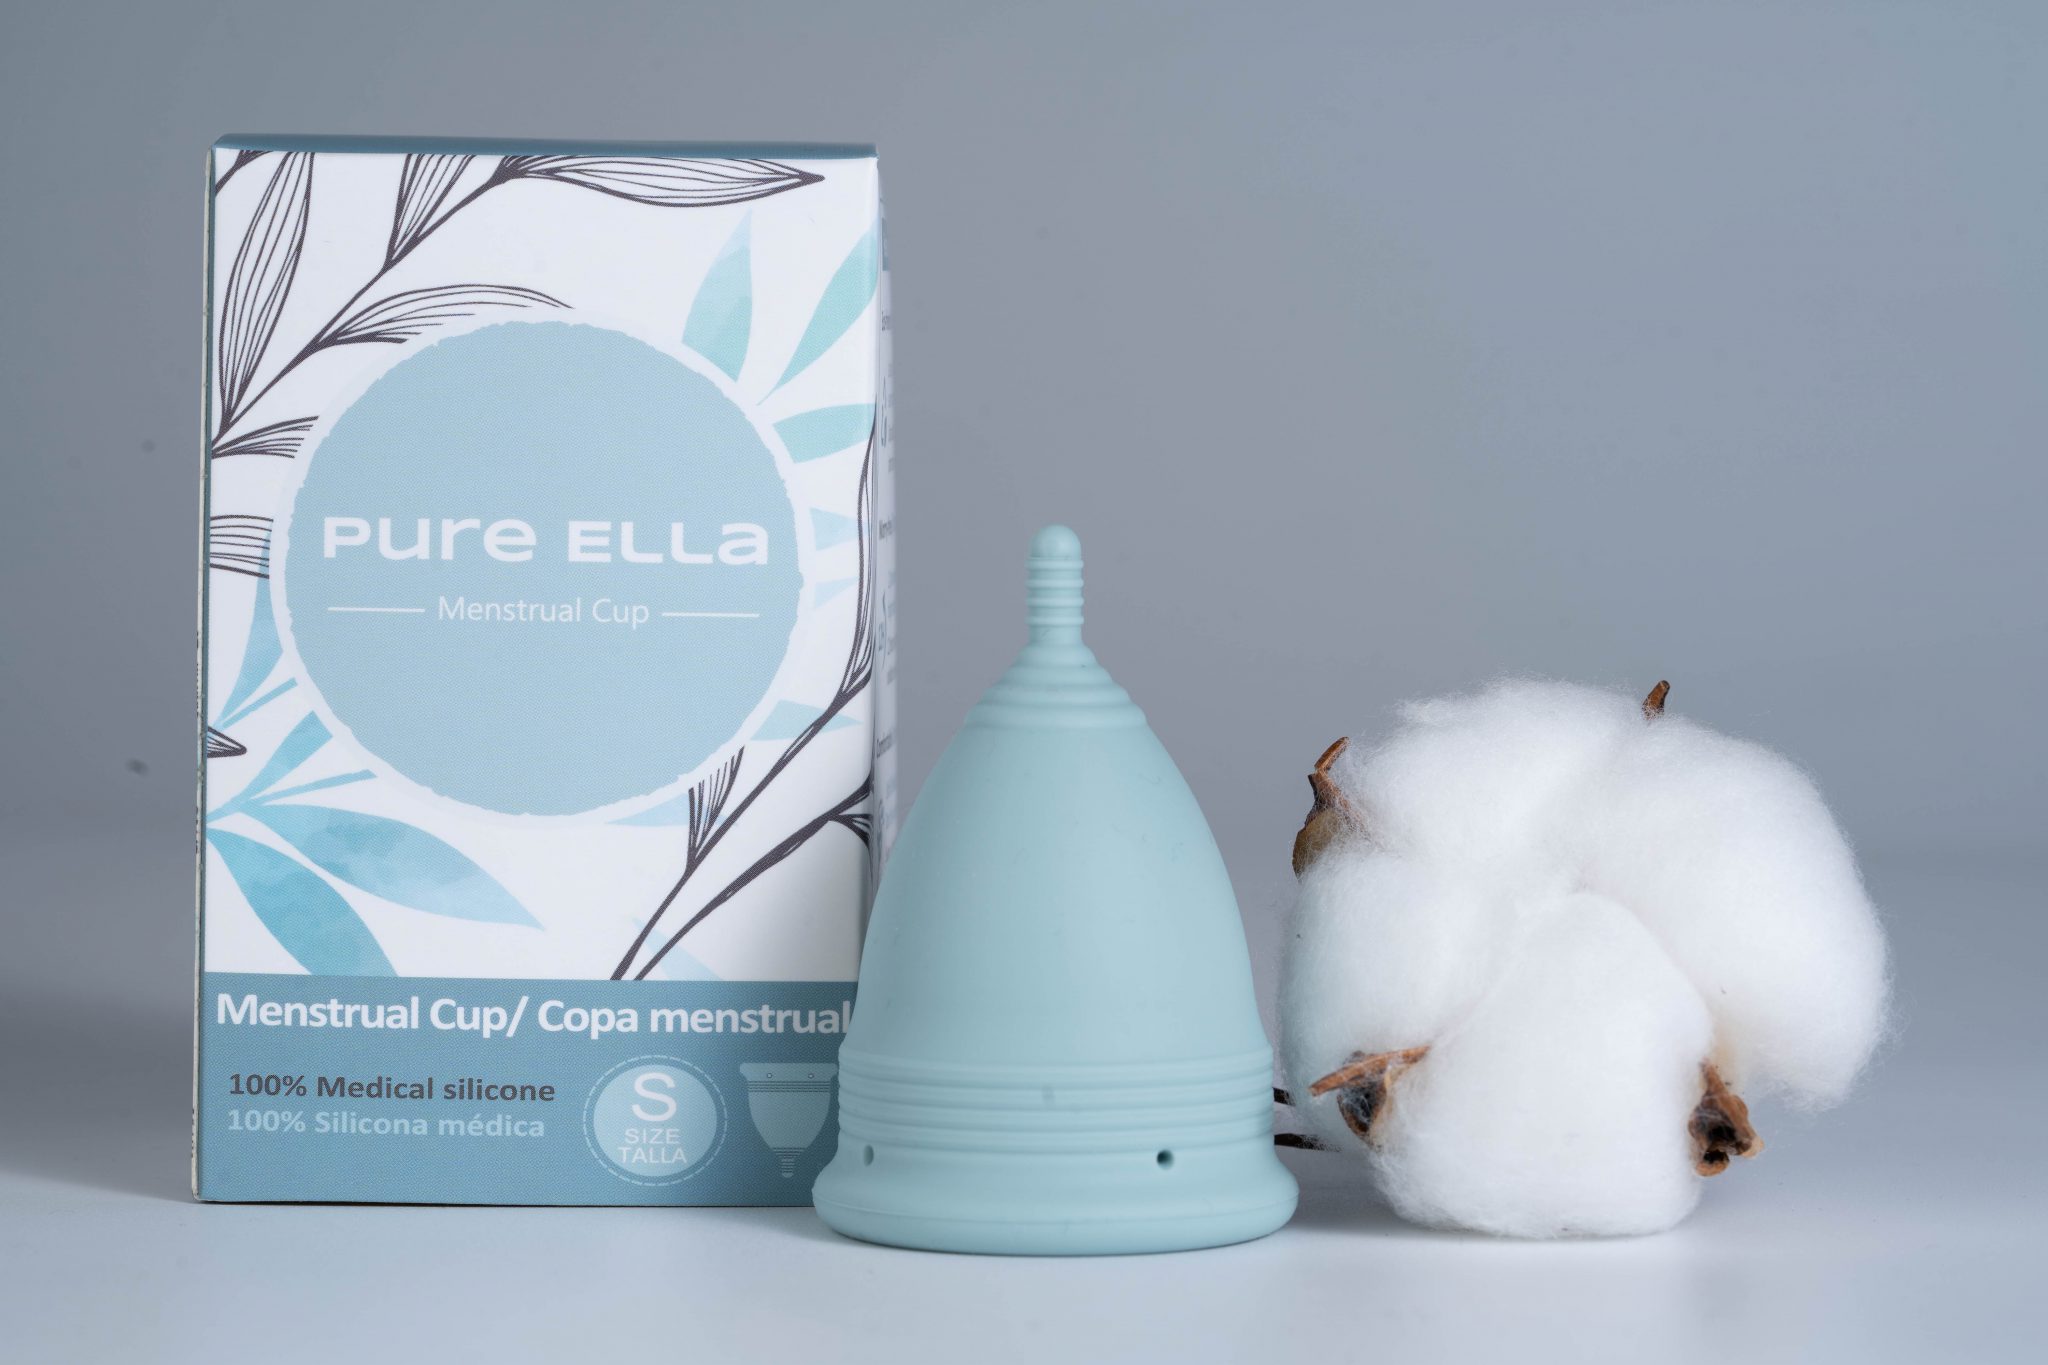 Pure Ella
Menstrual Cup
Menstrual Cup/ Copa menstrual
100% Medical silicone
100% Silicona médica
S
SIZE
TALLA